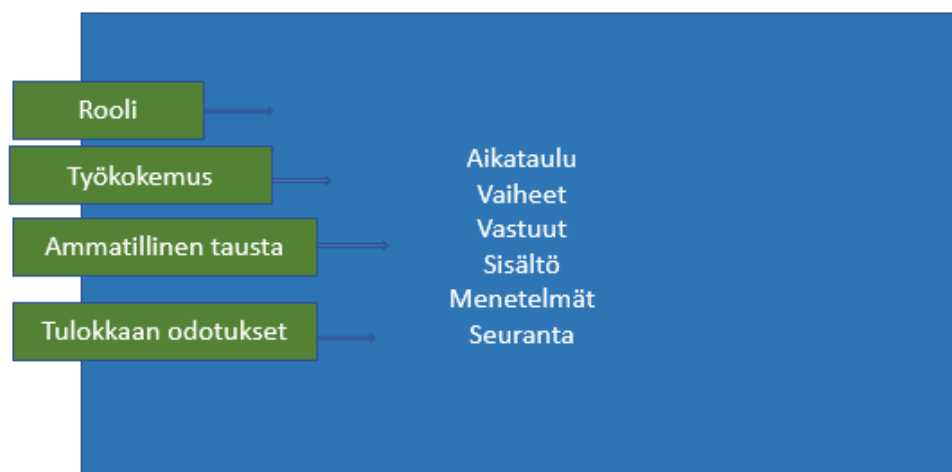 Rooli
Työkokemus
Ammatillinen tausta
Tulokkaan odotukset
Aikataulu
Vaiheet
Vastuut
Sisältö
Menetelmät
Seuranta